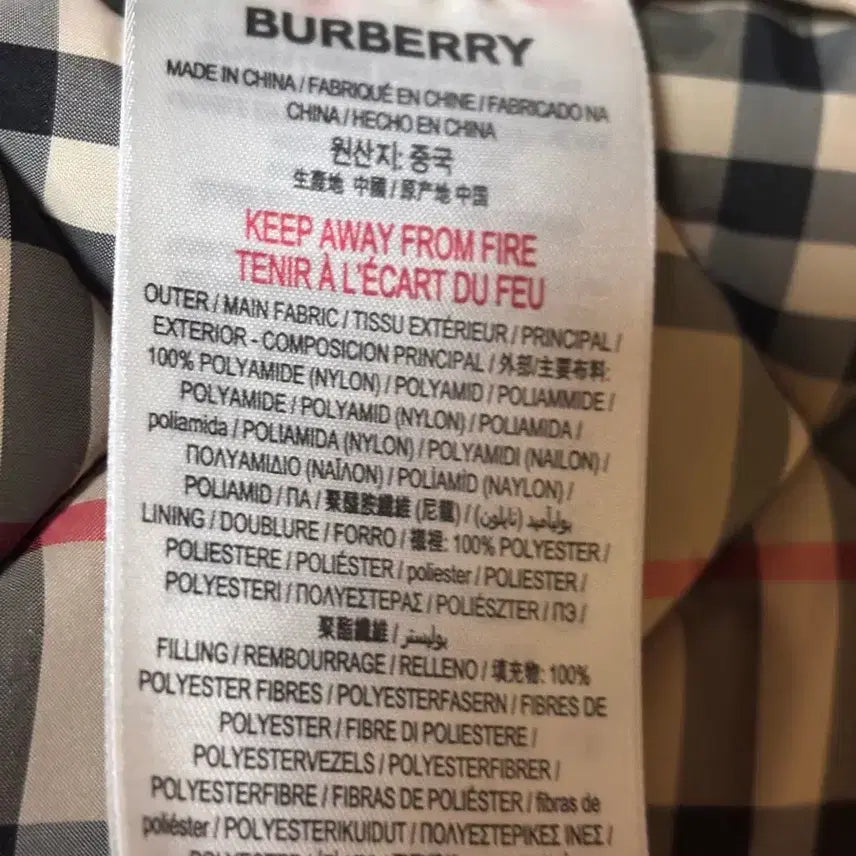 BURBERRY
MADE IN CHINA / FABRIQUÉ EN CHINE / FABRICADO NA
CHINA / HECHO EN CHINA
원산지: 중국
生產地 中國 / 原产地 中国
KEEP AWAY FROM FIRE
TENIR À L'ÉCART DU FEU
OUTER / MAIN FABRIC / TISSU EXTÉRIEUR / PRINCIPAL /
EXTERIOR - COMPOSICION PRINCIPAL / 外部/主要布料:
100% POLYAMIDE (NYLON) / POLYAMID / POLIAMMIDE /
POLYAMIDE / POLYAMID (NYLON) / POLIAMIDA /
poliamida / POLIAMIDA (NYLON) / POLYAMIDI (NAILON) /
ΠΟΛΥΑΜΙΔΙΟ (ΝΑΪΛΟΝ) / POLİAMİD (NAYLON) /
POLIAMID / ПА / 聚醯胺纖維 (尼龍) / بوليأميد (نايلون) /
LINING / DOUBLURE / FORRO / 襯裡: 100% POLYESTER /
POLIESTERE / POLIÉSTER / poliester / POLIESTER /
POLYESTERI / ΠΟΛΥΕΣΤΕΡΑΣ / POLIÉSZTER / ПЭ /
聚酯纖維 / بوليستر
FILLING / REMBOURRAGE / RELLENO / 填充物: 100%
POLYESTER FIBRES / POLYESTERFASERN / FIBRES DE
POLYESTER / FIBRE DI POLIESTERE /
POLYESTERVEZELS / POLYESTERFIBRER /
POLYESTERFIBRE / FIBRAS DE POLIÉSTER / fibras de
poliéster / POLYESTERIKUIDUT / ΠΟΛΥΕΣΤΕΡΙΚΕΣ ΙΝΕΣ /